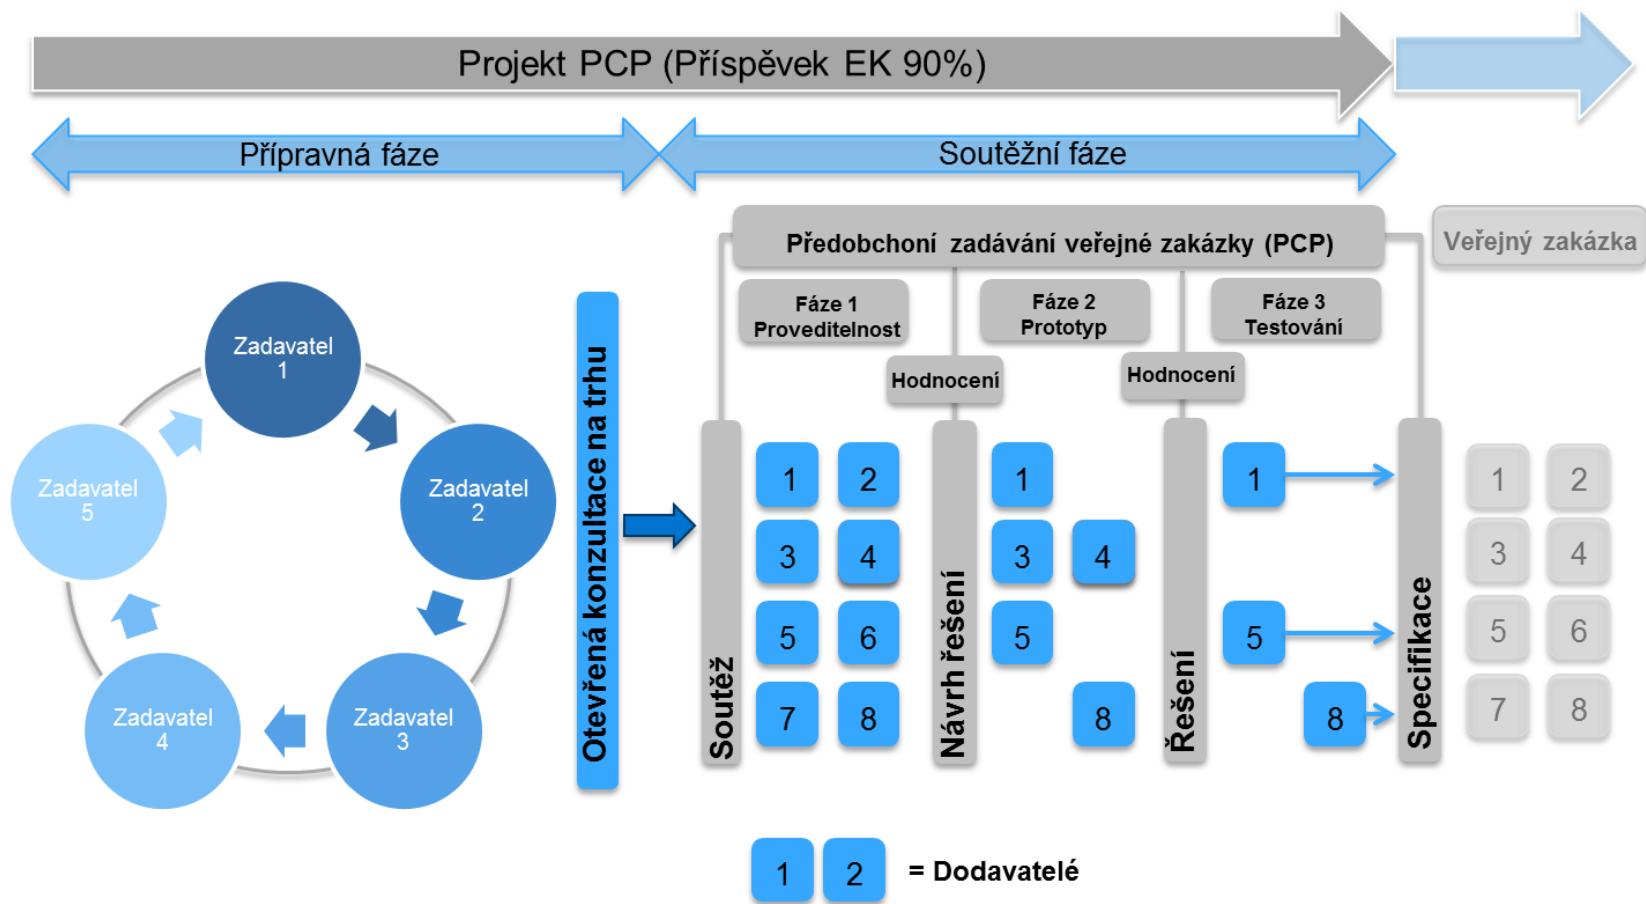 Projekt PCP (Příspěvek EK 90%)
Přípravná fáze
Soutěžní fáze
Předobchoní zadávání veřejné zakázky (PCP)
Veřejný zakázka
Fáze 1
Proveditelnost
Fáze 2
Prototyp
Fáze 3
Testování
Hodnocení
Hodnocení
Zadavatel
1
Zadavatel
2
Zadavatel
3
Zadavatel
4
Zadavatel
5
Otevřená konzultace na trhu
Soutěž
Návrh řešení
Řešení
Specifikace
1 2 1 1 1 2
3 4 3 4 3 4
5 6 5 5 5 6
7 8 8 8 7 8
1 2 = Dodavatelé